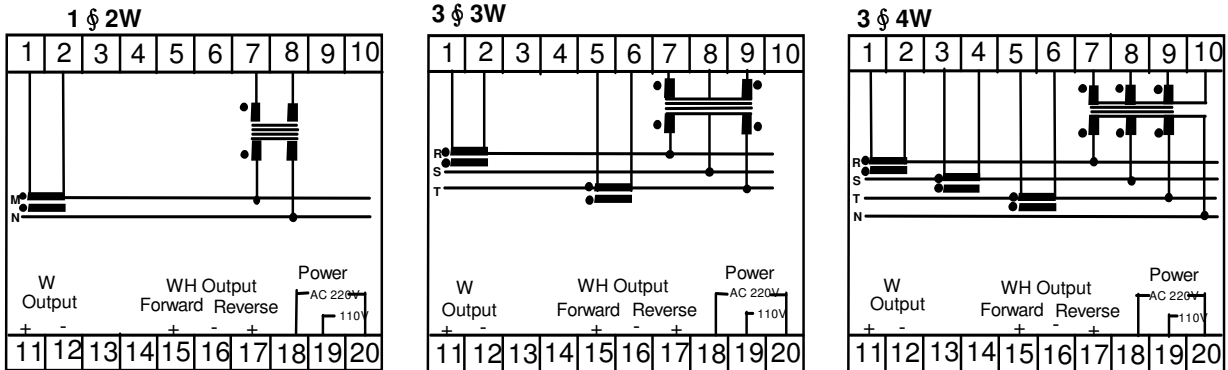 1 ∮ 2W
1 2 3 4 5 6 7 8 9 10
M
N
W
Output
WH Output
Forward Reverse
Power
AC 220V
110V
+ - + - +
11 12 13 14 15 16 17 18 19 20
3 ∮ 3W
1 2 3 4 5 6 7 8 9 10
R
S
T
W
Output
WH Output
Forward Reverse
Power
AC 220V
110V
+ - + - +
11 12 13 14 15 16 17 18 19 20
3 ∮ 4W
1 2 3 4 5 6 7 8 9 10
R
S
T
N
W
Output
WH Output
Forward Reverse
Power
AC 220V
110V
+ - + - +
11 12 13 14 15 16 17 18 19 20